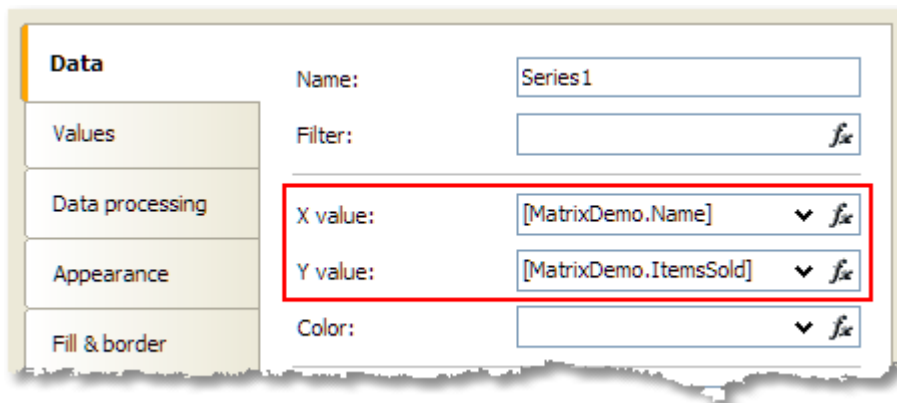 Data
Values
Data processing
Appearance
Fill & border
Name: Series1
Filter: fx
X value: [MatrixDemo.Name] fx
Y value: [MatrixDemo.ItemsSold] fx
Color: fx